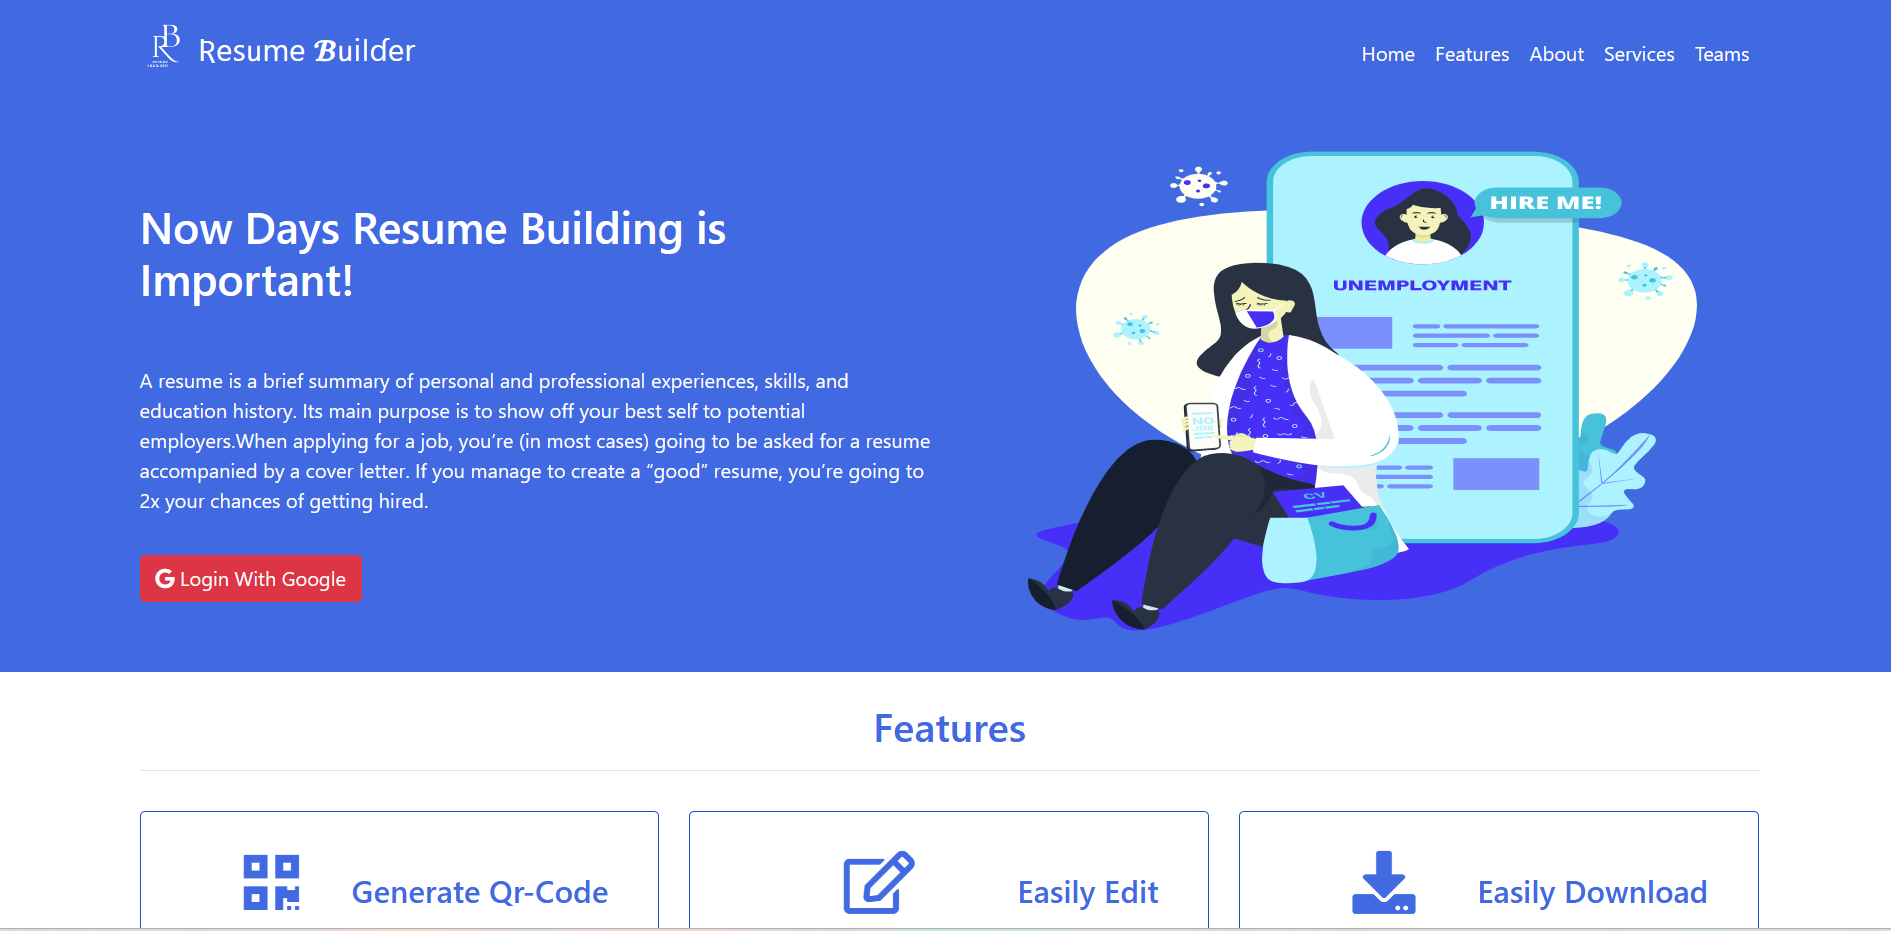 RB
Resume Builder
Home Features About Services Teams
Now Days Resume Building is
Important!
A resume is a brief summary of personal and professional experiences, skills, and
education history. Its main purpose is to show off your best self to potential
employers.When applying for a job, you’re (in most cases) going to be asked for a resume
accompanied by a cover letter. If you manage to create a “good” resume, you’re going to
2x your chances of getting hired.
G Login With Google
HIRE ME!
UNEMPLOYMENT
NO
JOB
CV
Features
Generate Qr-Code
Easily Edit
Easily Download